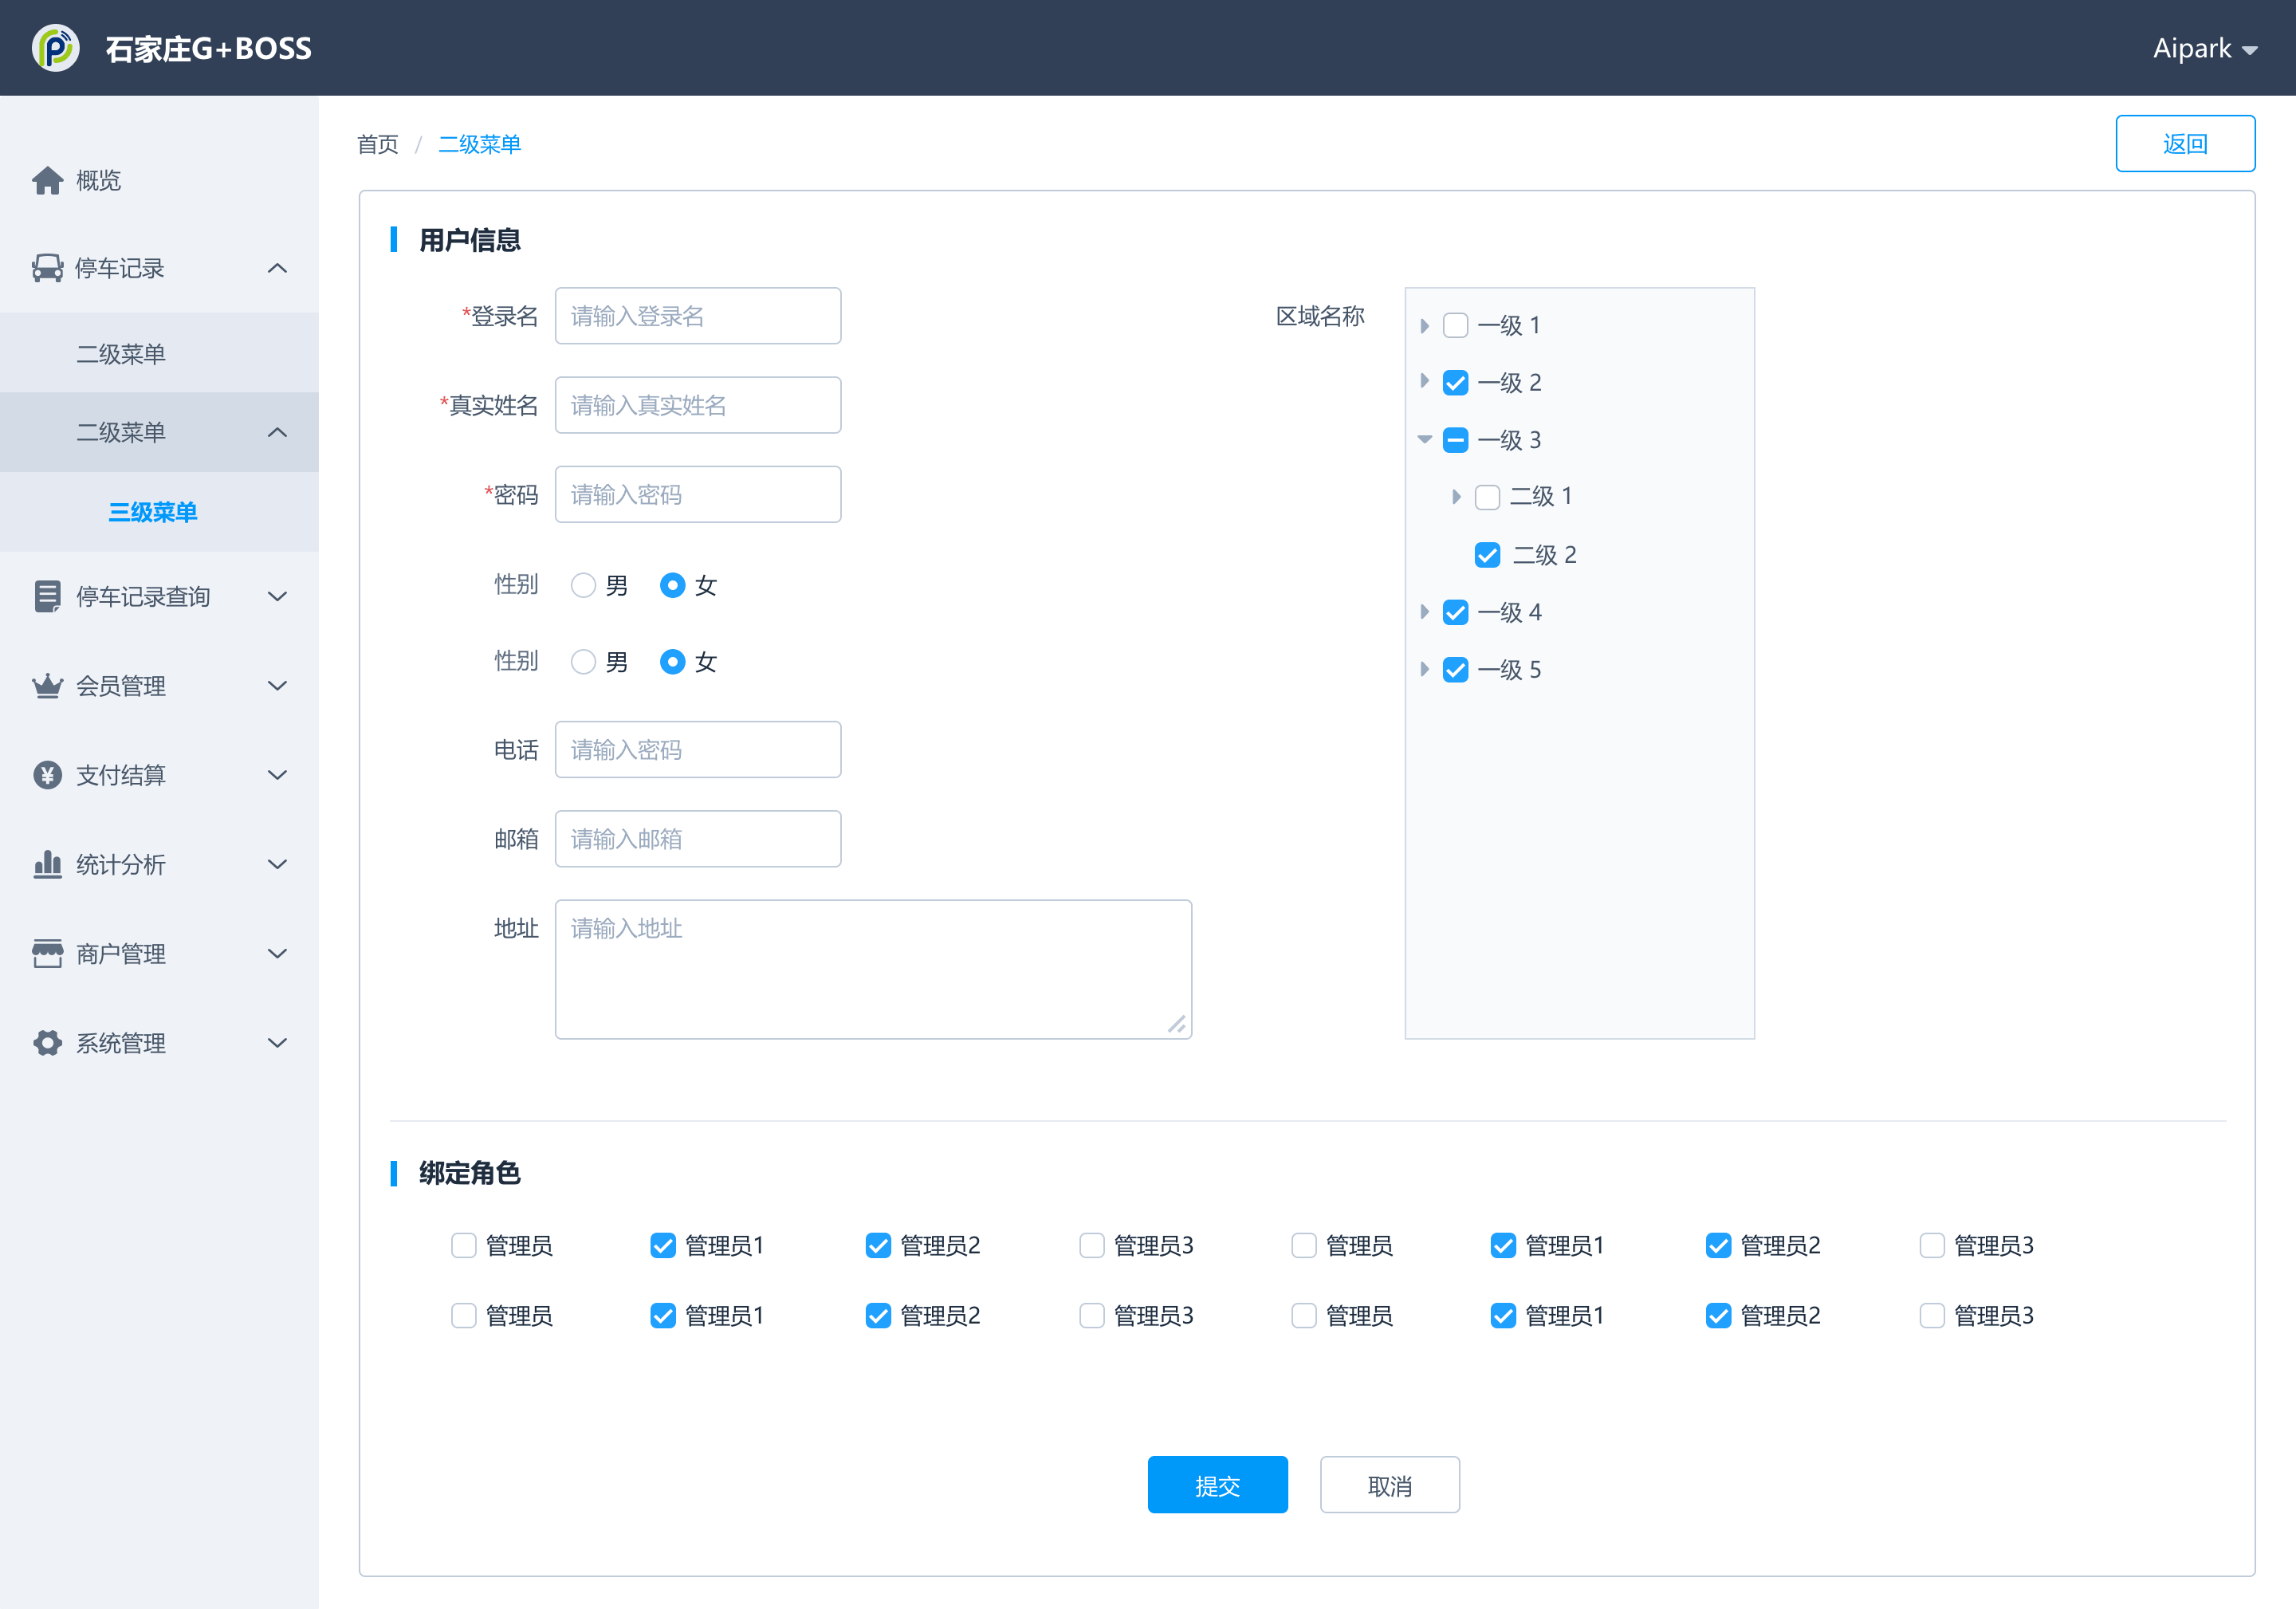 石家庄G+BOSS
Aipark
概览
停车记录
二级菜单
二级菜单
三级菜单
停车记录查询
会员管理
支付结算
统计分析
商户管理
系统管理
首页 / 二级菜单
返回
用户信息
*登录名 请输入登录名
*真实姓名 请输入真实姓名
*密码 请输入密码
性别 男 女
性别 男 女
电话 请输入密码
邮箱 请输入邮箱
地址 请输入地址
区域名称
一级 1
一级 2
一级 3
二级 1
二级 2
一级 4
一级 5
绑定角色
管理员 管理员1 管理员2 管理员3 管理员 管理员1 管理员2 管理员3
管理员 管理员1 管理员2 管理员3 管理员 管理员1 管理员2 管理员3
提交 取消